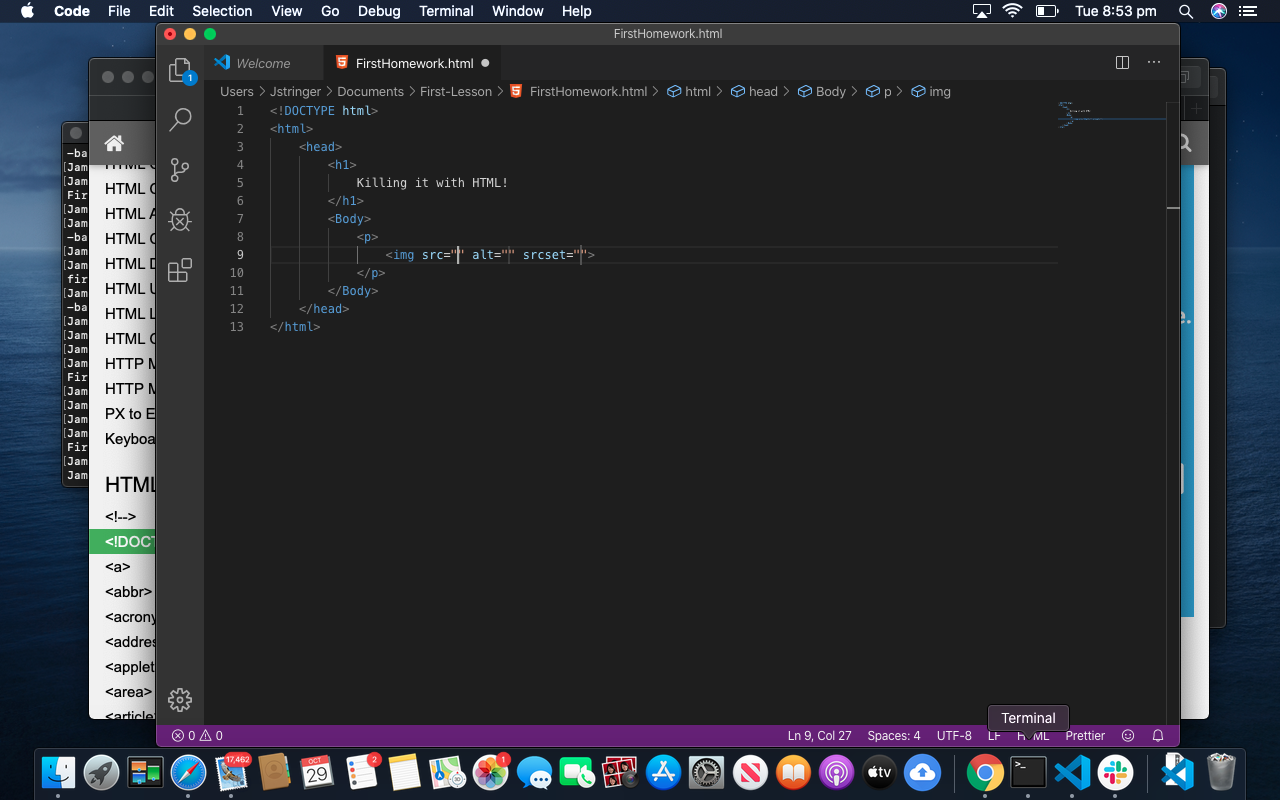 Code File Edit Selection View Go Debug Terminal Window Help Tue 8:53 pm
FirstHomework.html
Welcome FirstHomework.html
1
Users Jstringer Documents First-Lesson FirstHomework.html html head Body p img
1 <!DOCTYPE html>
2 <html>
3 <head>
4 <h1>
5 Killing it with HTML!
6 </h1>
7 <Body>
8 <p>
9 <img src="" alt="" srcset="">
10 </p>
11 </Body>
12 </head>
13 </html>
-ba
[Jam
[Jam
Fir
[Jam
[Jam
-ba
[Jam
[Jam
fir
[Jam
-ba
[Jam
[Jam
[Jam
[Jam
Fir
[Jam
[Jam
[Jam
[Jam
Fir
[Jam
Jam
HTML C
HTML A
HTML C
HTML D
HTML U
HTML L
HTML C
HTTP M
HTTP M
PX to E
Keyboa
HTML
<!-->
<!DOCT
<a>
<abbr>
<acrony
<addres
<applet
<area>
<article
e.
0 0 Ln 9, Col 27 Spaces: 4 UTF-8 LF HTML Prettier
Terminal
17,462
OCT
29
2
1
tv